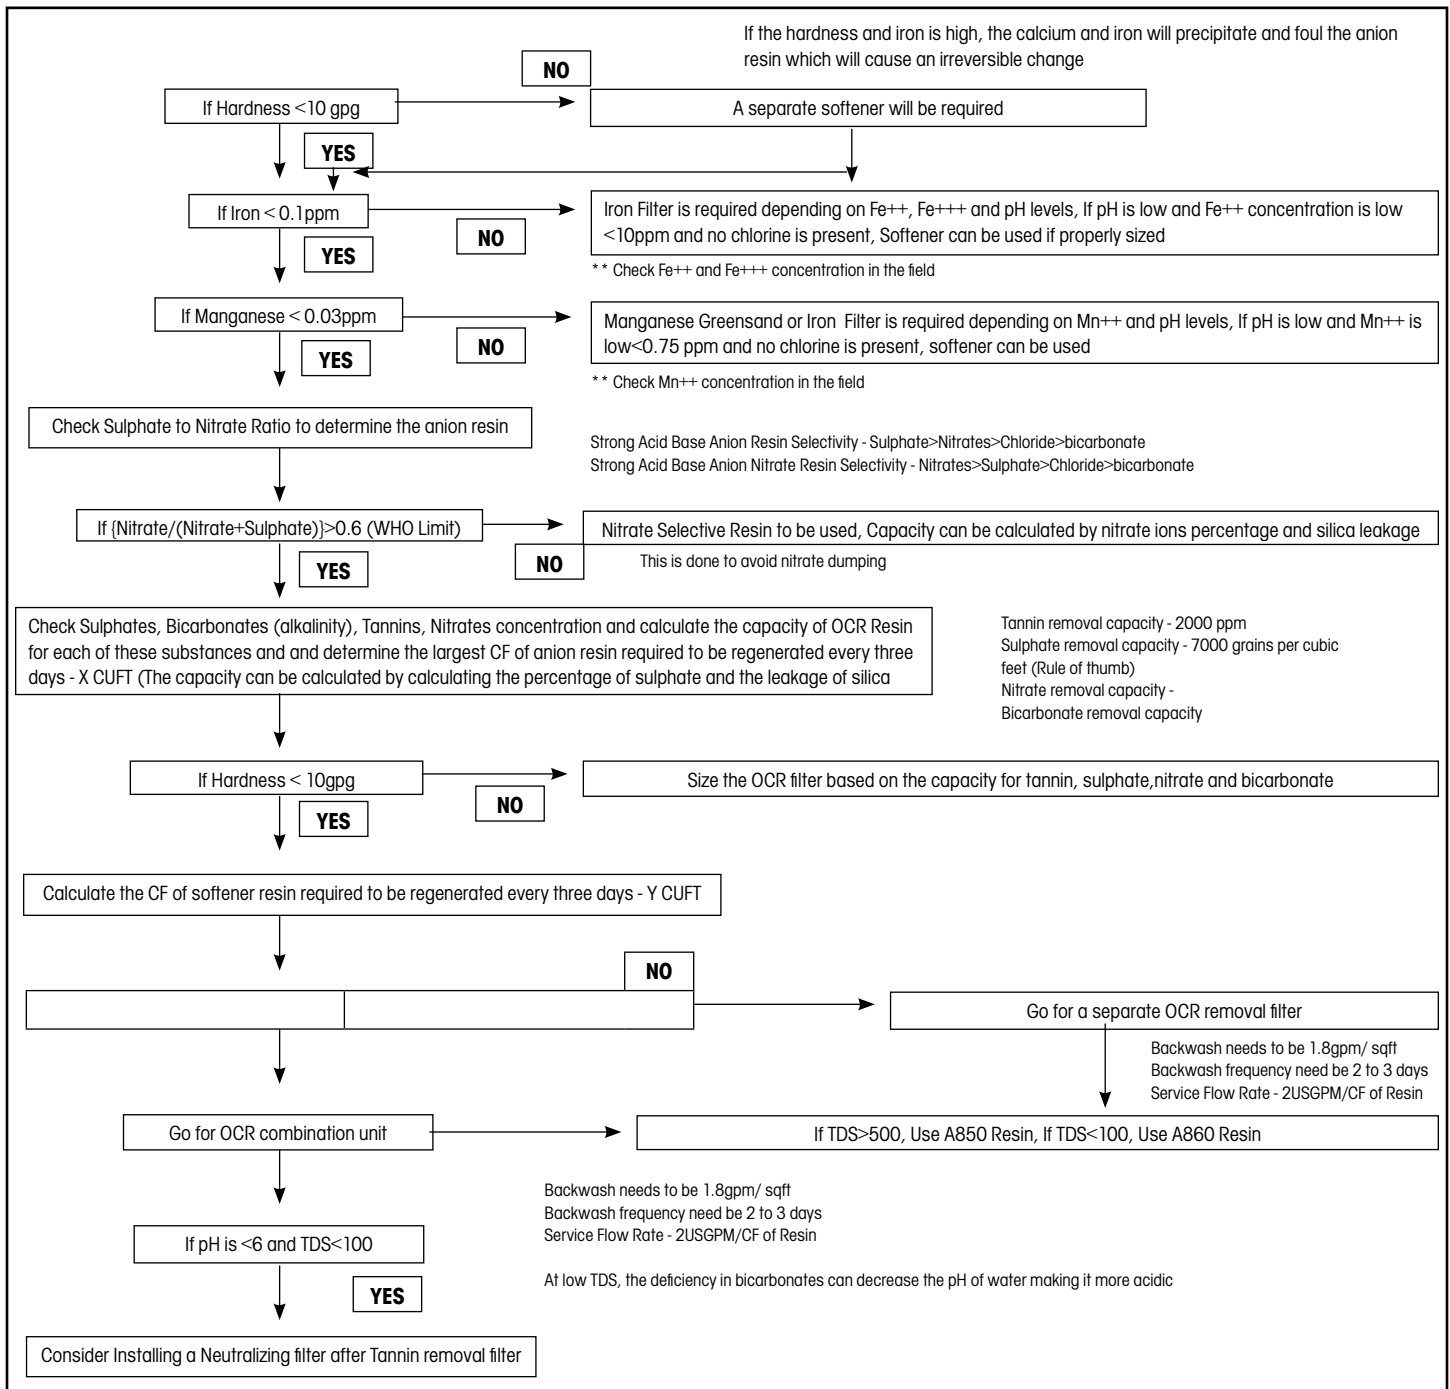 If the hardness and iron is high, the calcium and iron will precipitate and foul the anion
resin which will cause an irreversible change
NO
If Hardness <10 gpg
A separate softener will be required
YES
If Iron < 0.1ppm
Iron Filter is required depending on Fe++, Fe+++ and pH levels, If pH is low and Fe++ concentration is low
<10ppm and no chlorine is present, Softener can be used if properly sized
NO
YES
** Check Fe++ and Fe+++ concentration in the field
If Manganese < 0.03ppm
Manganese Greensand or Iron Filter is required depending on Mn++ and pH levels, If pH is low and Mn++ is
low<0.75 ppm and no chlorine is present, softener can be used
NO
YES
** Check Mn++ concentration in the field
Check Sulphate to Nitrate Ratio to determine the anion resin
Strong Acid Base Anion Resin Selectivity - Sulphate>Nitrates>Chloride>bicarbonate
Strong Acid Base Anion Nitrate Resin Selectivity - Nitrates>Sulphate>Chloride>bicarbonate
If {Nitrate/(Nitrate+Sulphate)}>0.6 (WHO Limit)
Nitrate Selective Resin to be used, Capacity can be calculated by nitrate ions percentage and silica leakage
NO
YES
This is done to avoid nitrate dumping
Check Sulphates, Bicarbonates (alkalinity), Tannins, Nitrates concentration and calculate the capacity of OCR Resin
for each of these substances and and determine the largest CF of anion resin required to be regenerated every three
days - X CUFT (The capacity can be calculated by calculating the percentage of sulphate and the leakage of silica
Tannin removal capacity - 2000 ppm
Sulphate removal capacity - 7000 grains per cubic
feet (Rule of thumb)
Nitrate removal capacity -
Bicarbonate removal capacity
If Hardness < 10gpg
Size the OCR filter based on the capacity for tannin, sulphate,nitrate and bicarbonate
NO
YES
Calculate the CF of softener resin required to be regenerated every three days - Y CUFT
NO
Go for a separate OCR removal filter
Backwash needs to be 1.8gpm/ sqft
Backwash frequency need be 2 to 3 days
Service Flow Rate - 2USGPM/CF of Resin
Go for OCR combination unit
If TDS>500, Use A850 Resin, If TDS<100, Use A860 Resin
Backwash needs to be 1.8gpm/ sqft
Backwash frequency need be 2 to 3 days
Service Flow Rate - 2USGPM/CF of Resin
If pH is <6 and TDS<100
At low TDS, the deficiency in bicarbonates can decrease the pH of water making it more acidic
YES
Consider Installing a Neutralizing filter after Tannin removal filter